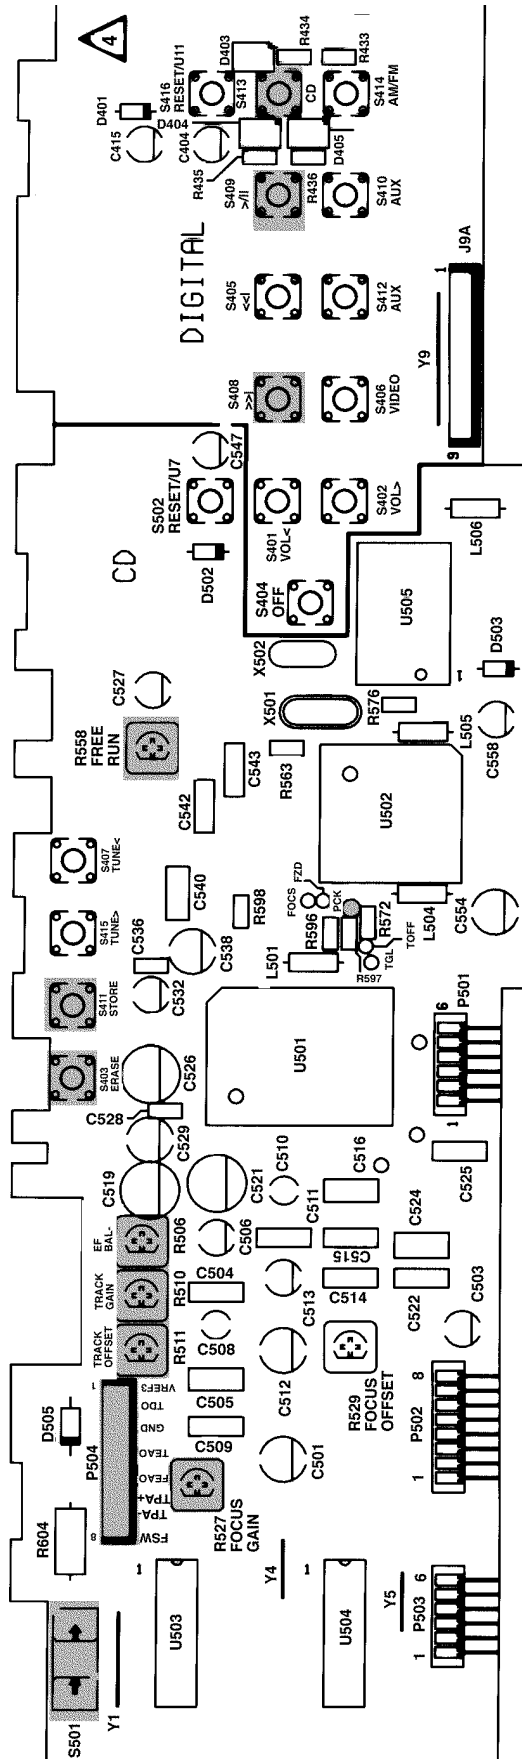 4
S416
RESET/U11
D403
R434
R433
S413
CD
S414
AM/FM
D401
C415
D404
C404
D405
R435
S409
>/II
R436
S410
AUX
DIGITAL
J9A
1
S405
<<I
S412
AUX
Y9
S408
>>I
S406
VIDEO
9
C547
S502
RESET/U7
S401
VOL<
S402
VOL>
L506
CD
D502
S404
OFF
U505
1
X502
D503
C527
X501
R576
R558
FREE
RUN
C543
R563
L505
C558
C542
U502
S407
TUNE<
C540
R598
FOCS
FZD
PCK
S415
TUNE>
C536
C538
R596
R572
L504
C554
L501
R597
TGL
TOFF
S411
STORE
C532
P501
6
U501
S403
ERASE
C526
1
C528
C529
C519
C521
C510
C511
C516
C525
EF
BAL-
R506
C506
C515
C524
TRACK
GAIN
R510
C504
C513
C514
C522
C503
TRACK
OFFSET
R511
C508
C512
R529
FOCUS
OFFSET
D505
P504
1
VREF3
TDO
GND
TEAO
FEAO
TPA+
TPA-
FSW
8
C505
C509
C501
P502
8
1
R604
R527
FOCUS
GAIN
Y4
1
U503
1
U504
Y5
P503
6
1
S501
Y1